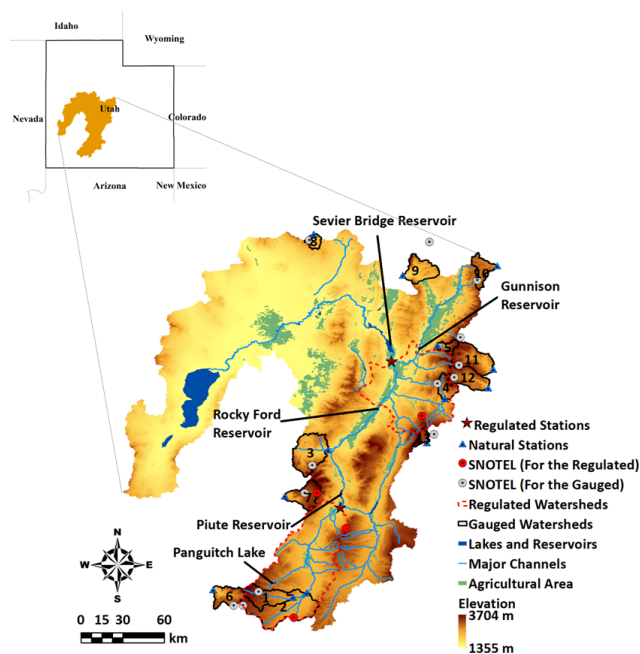 Idaho
Wyoming
Nevada
Utah
Colorado
Arizona
New Mexico
Sevier Bridge Reservoir
8
9
10
Gunnison
Reservoir
5
11
12
4
Rocky Ford
Reservoir
13
3
7
Piute Reservoir
Panguitch Lake
6
1
2
N
W
E
S
0 15 30 60
km
Regulated Stations
Natural Stations
SNOTEL (For the Regulated)
SNOTEL (For the Gauged)
Regulated Watersheds
Gauged Watersheds
Lakes and Reservoirs
Major Channels
Agricultural Area
Elevation
3704 m
1355 m